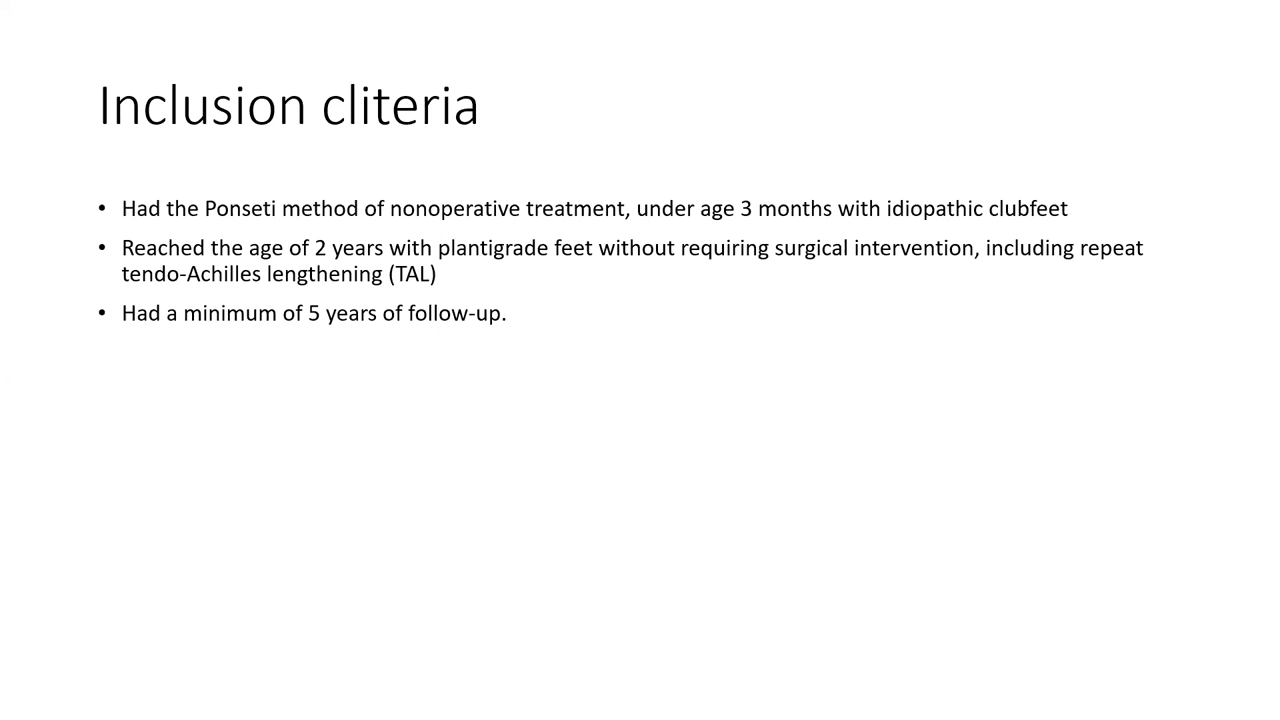 Inclusion cliteria
• Had the Ponseti method of nonoperative treatment, under age 3 months with idiopathic clubfeet
• Reached the age of 2 years with plantigrade feet without requiring surgical intervention, including repeat
tendo-Achilles lengthening (TAL)
• Had a minimum of 5 years of follow-up.